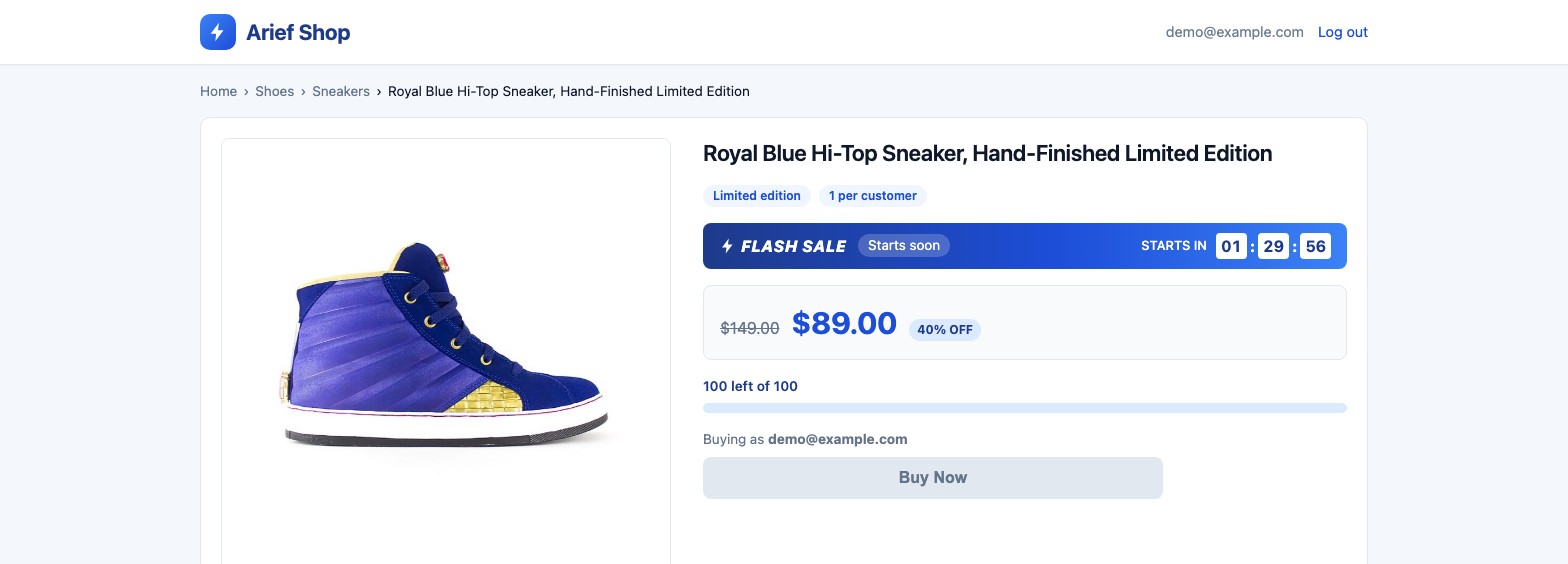 Arief Shop
demo@example.com Log out
Home › Shoes › Sneakers › Royal Blue Hi-Top Sneaker, Hand-Finished Limited Edition
Royal Blue Hi-Top Sneaker, Hand-Finished Limited Edition
Limited edition 1 per customer
FLASH SALE Starts soon STARTS IN 01 : 29 : 56
$149.00 $89.00 40% OFF
100 left of 100
Buying as demo@example.com
Buy Now